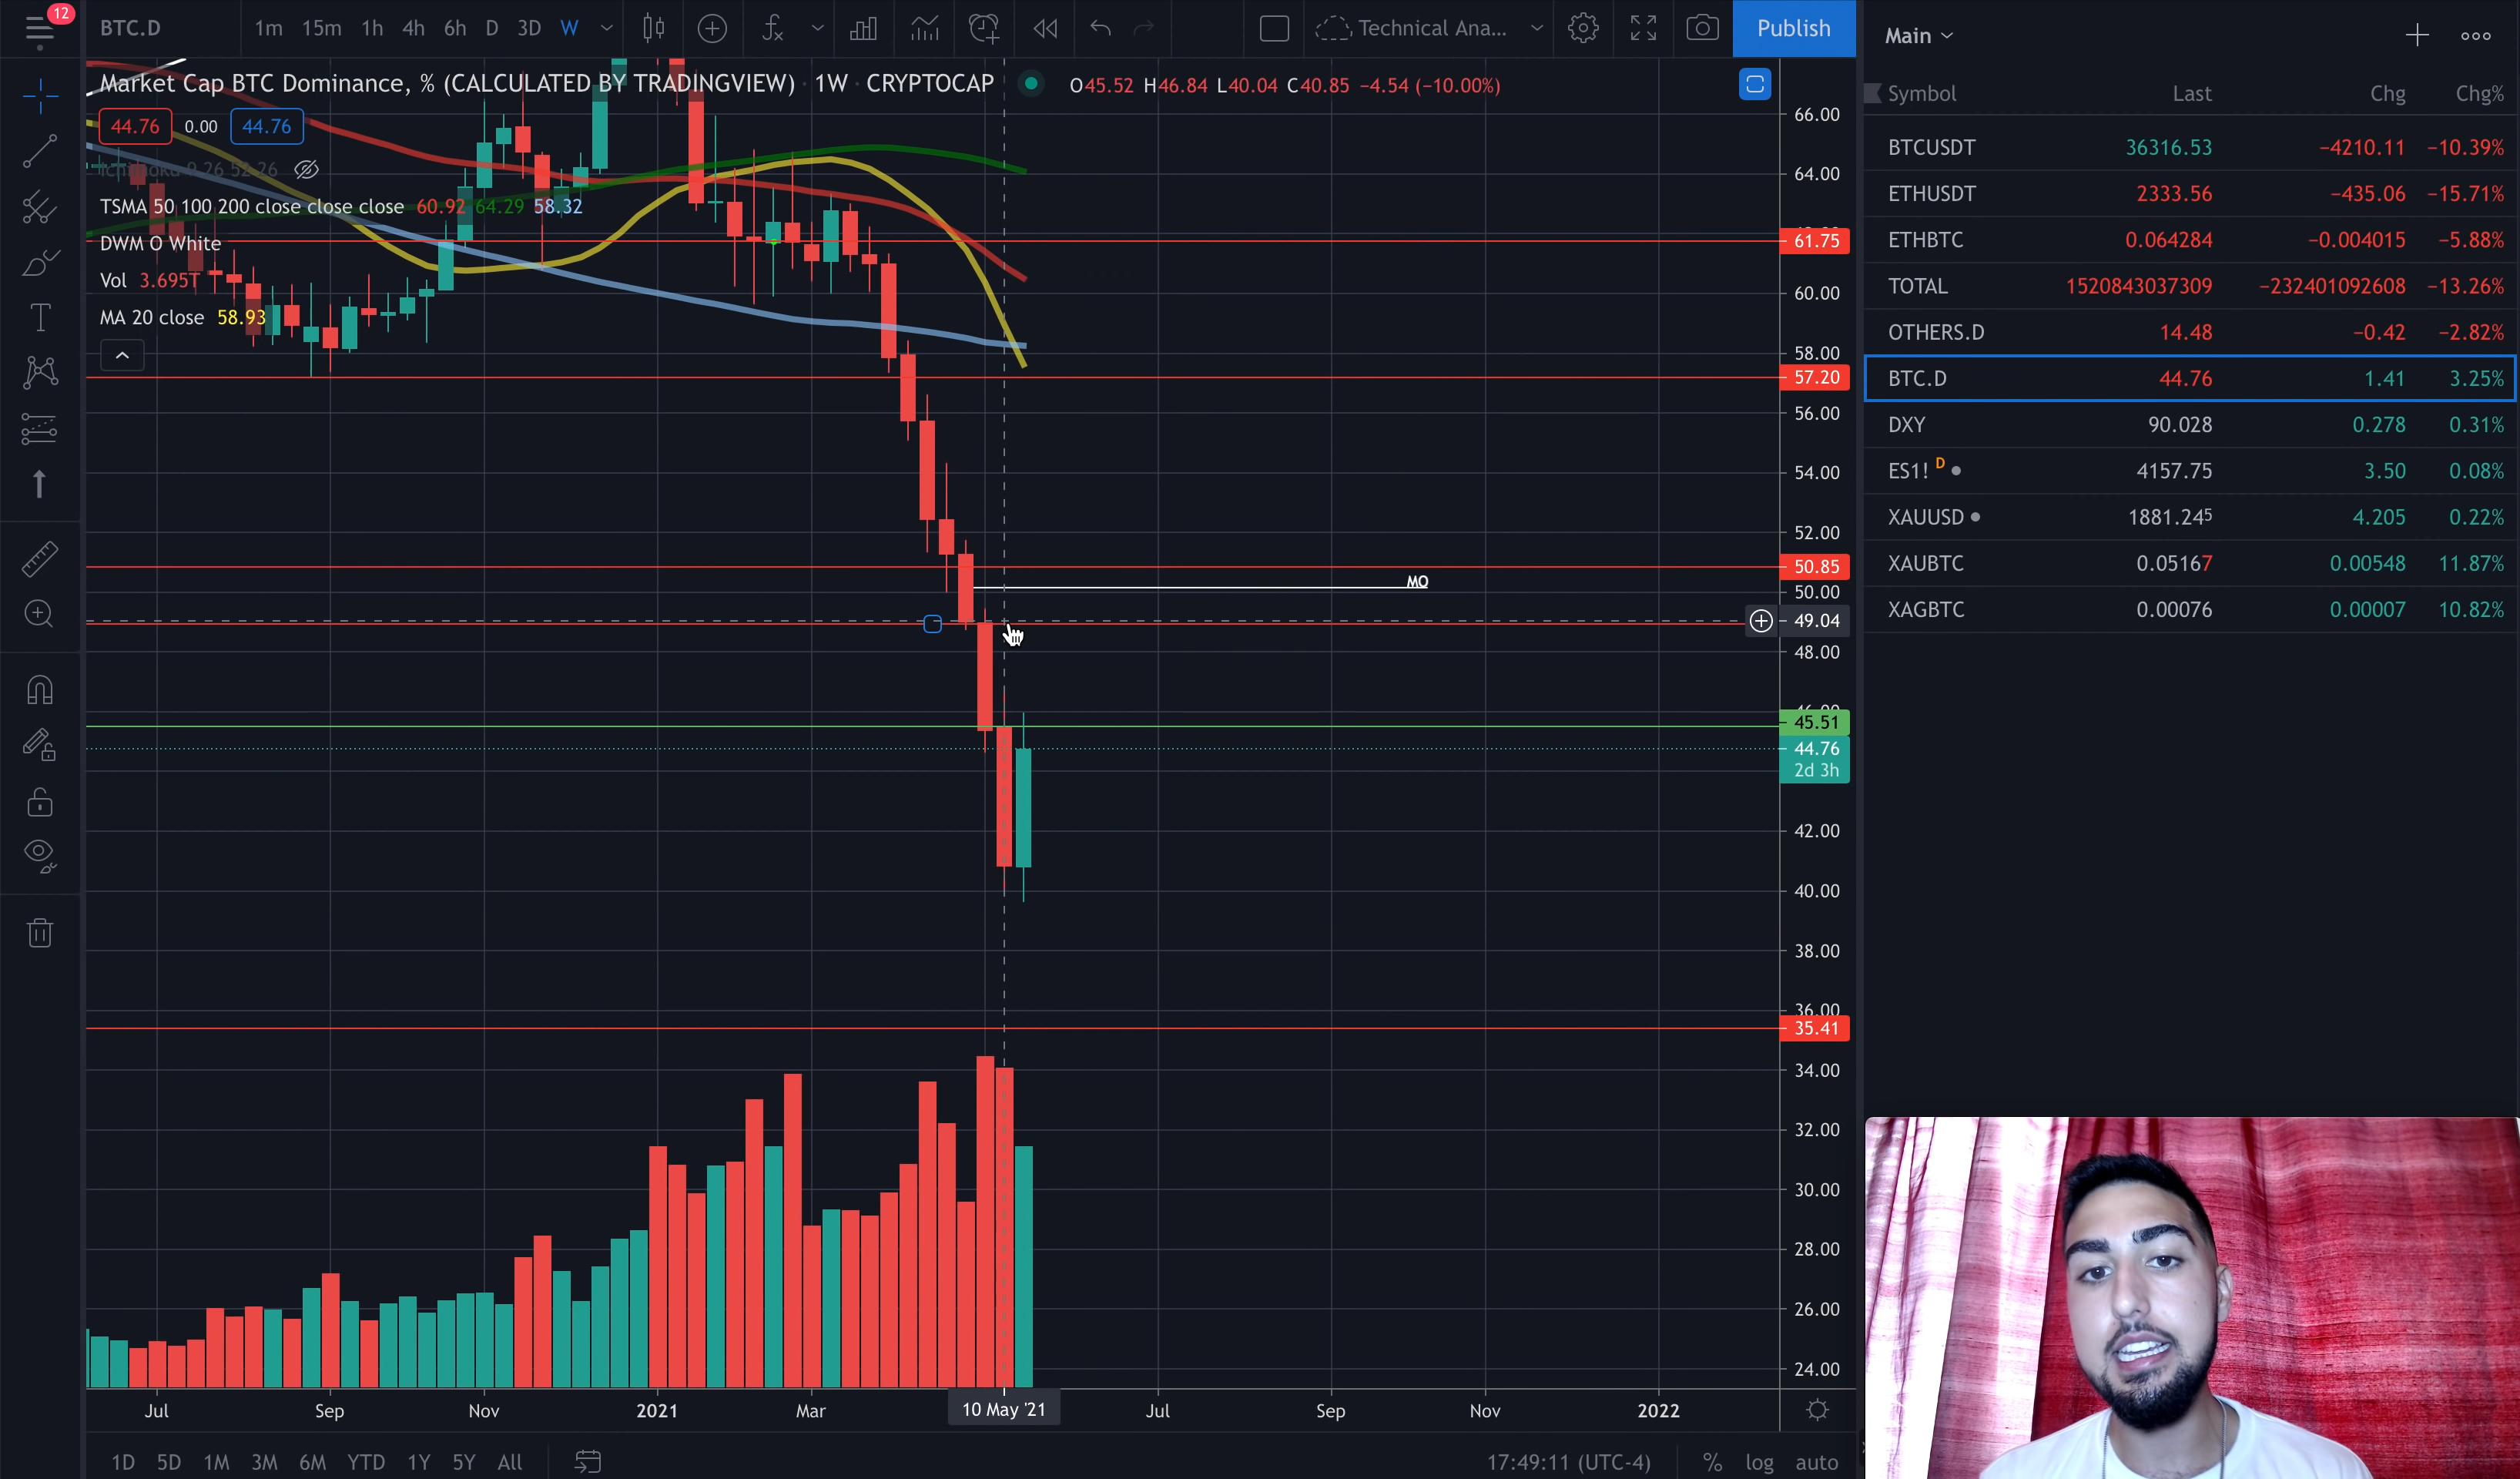 12
BTC.D 1m 15m 1h 4h 6h D 3D W Technical Ana... Publish
Market Cap BTC Dominance, % (CALCULATED BY TRADINGVIEW) · 1W · CRYPTOCAP O45.52 H46.84 L40.04 C40.85 −4.54 (−10.00%)
44.76 0.00 44.76
Ichimoku 9 26 52 26
TSMA 50 100 200 close close close 60.92 64.29 58.32
DWM O White
Vol 3.695T
MA 20 close 58.93
MO
66.00
64.00
61.75
60.00
58.00
57.20
56.00
54.00
52.00
50.85
50.00
49.04
48.00
46.00
45.51
44.76
2d 3h
42.00
40.00
38.00
36.00
35.41
34.00
32.00
30.00
28.00
26.00
24.00
Jul Sep Nov 2021 Mar 10 May '21 Jul Sep Nov 2022
1D 5D 1M 3M 6M YTD 1Y 5Y All 17:49:11 (UTC-4) % log auto
Main
Symbol Last Chg Chg%
BTCUSDT 36316.53 −4210.11 −10.39%
ETHUSDT 2333.56 −435.06 −15.71%
ETHBTC 0.064284 −0.004015 −5.88%
TOTAL 1520843037309 −232401092608 −13.26%
OTHERS.D 14.48 −0.42 −2.82%
BTC.D 44.76 1.41 3.25%
DXY 90.028 0.278 0.31%
ES1! D 4157.75 3.50 0.08%
XAUUSD 1881.245 4.205 0.22%
XAUBTC 0.05167 0.00548 11.87%
XAGBTC 0.00076 0.00007 10.82%